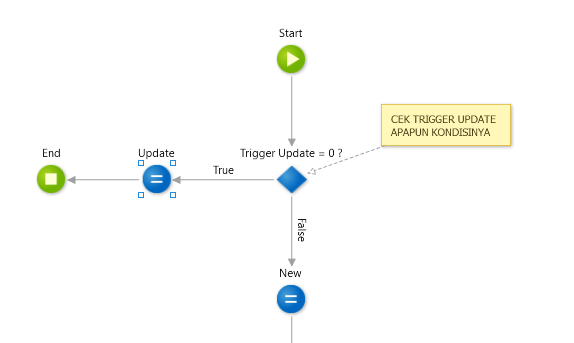 Start
CEK TRIGGER UPDATE
APAPUN KONDISINYA
End
Update
Trigger Update = 0 ?
True
False
New